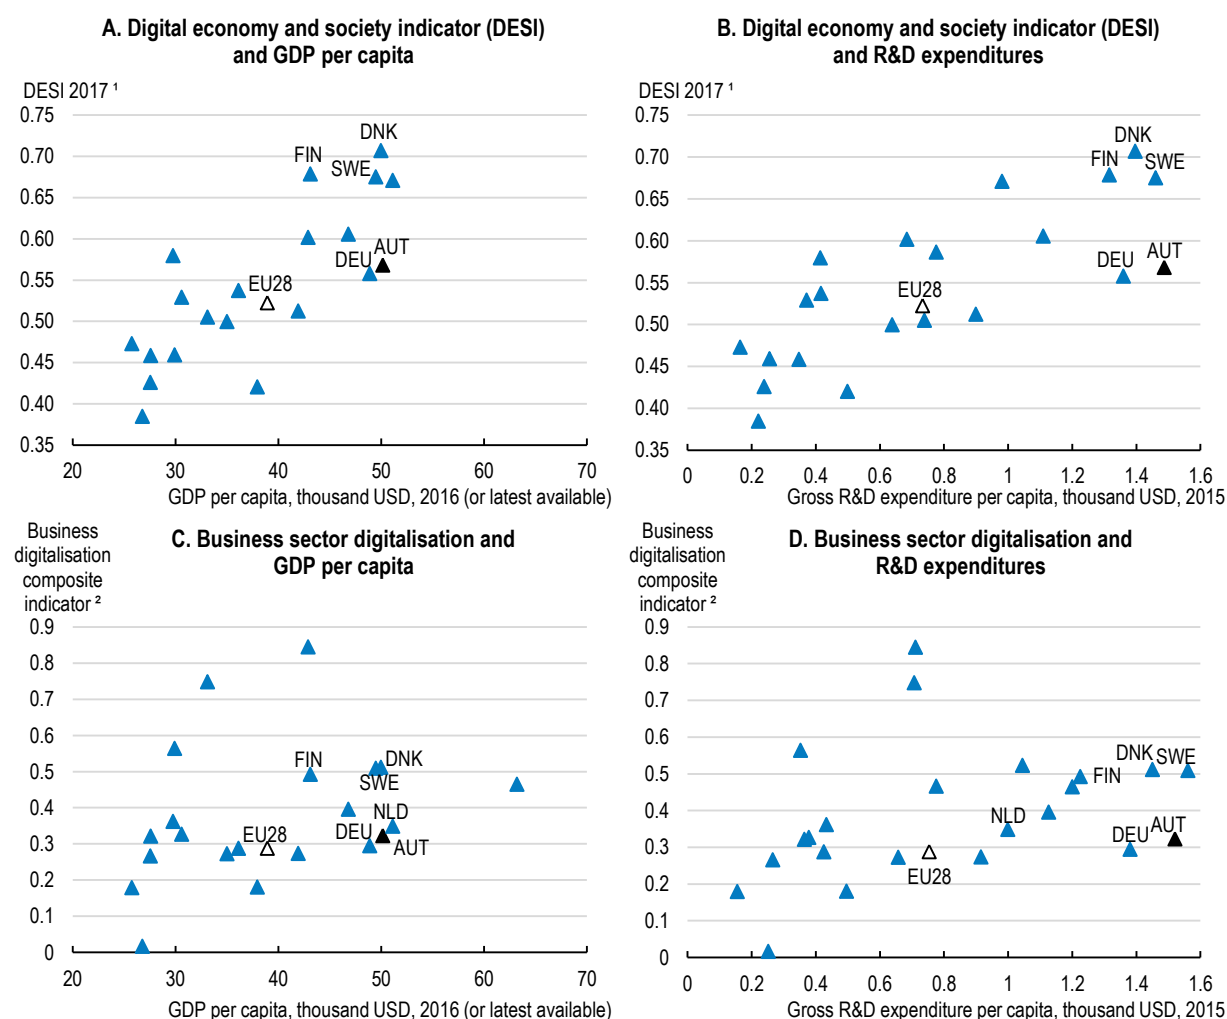 A. Digital economy and society indicator (DESI)
and GDP per capita
DESI 2017 ¹
0.75
0.70
0.65
0.60
0.55
0.50
0.45
0.40
0.35
DNK
FIN
SWE
AUT
DEU
EU28
20 30 40 50 60 70
GDP per capita, thousand USD, 2016 (or latest available)
B. Digital economy and society indicator (DESI)
and R&D expenditures
DESI 2017 ¹
0.75
0.70
0.65
0.60
0.55
0.50
0.45
0.40
0.35
DNK
FIN
SWE
AUT
DEU
EU28
0 0.2 0.4 0.6 0.8 1 1.2 1.4 1.6
Gross R&D expenditure per capita, thousand USD, 2015
Business
digitalisation
composite
indicator ²
C. Business sector digitalisation and
GDP per capita
0.9
0.8
0.7
0.6
0.5
0.4
0.3
0.2
0.1
0
FIN
DNK
SWE
NLD
DEU
EU28
AUT
20 30 40 50 60 70
GDP per capita, thousand USD, 2016 (or latest available)
Business
digitalisation
composite
indicator ²
D. Business sector digitalisation and
R&D expenditures
0.9
0.8
0.7
0.6
0.5
0.4
0.3
0.2
0.1
0
DNK
SWE
FIN
NLD
AUT
DEU
EU28
0 0.2 0.4 0.6 0.8 1 1.2 1.4 1.6
Gross R&D expenditure per capita, thousand USD, 2015